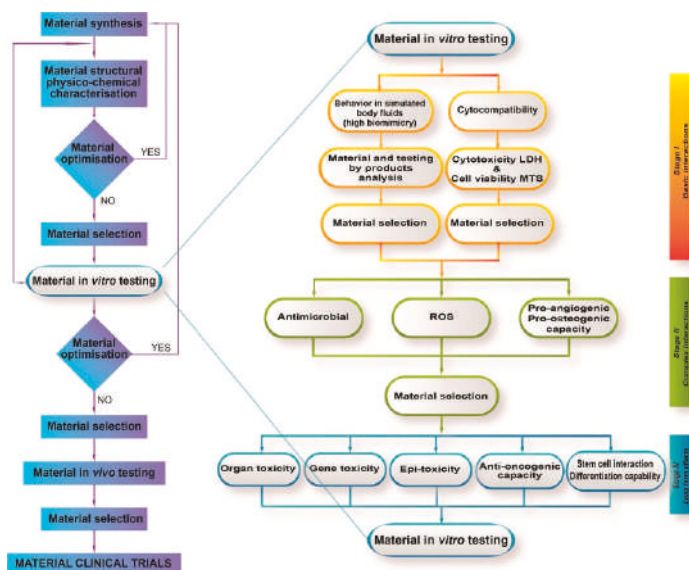 Material synthesis
Material structural
physico-chemical
characterisation
Material optimisation
YES
NO
Material selection
Material in vitro testing
Material
optimisation
YES
NO
Material selection
Material in vivo testing
Material selection
MATERIAL CLINICAL TRIALS
Material in vitro testing
Behavior in simulated
body fluids
(high biomimicry)
Cytocompatibility
Material and testing
by products
analysis
Cytotoxicity LDH
&
Cell viability MTS
Material selection
Material selection
Antimicrobial
ROS
Pro-angiogenic
Pro-osteogenic
capacity
Material selection
Organ toxicity
Gene toxicity
Epi-toxicity
Anti-oncogenic
capacity
Stem cell interaction
Differentiation capability
Material in vitro testing
Stage I
Basic interactions
Stage II
Complex interactions